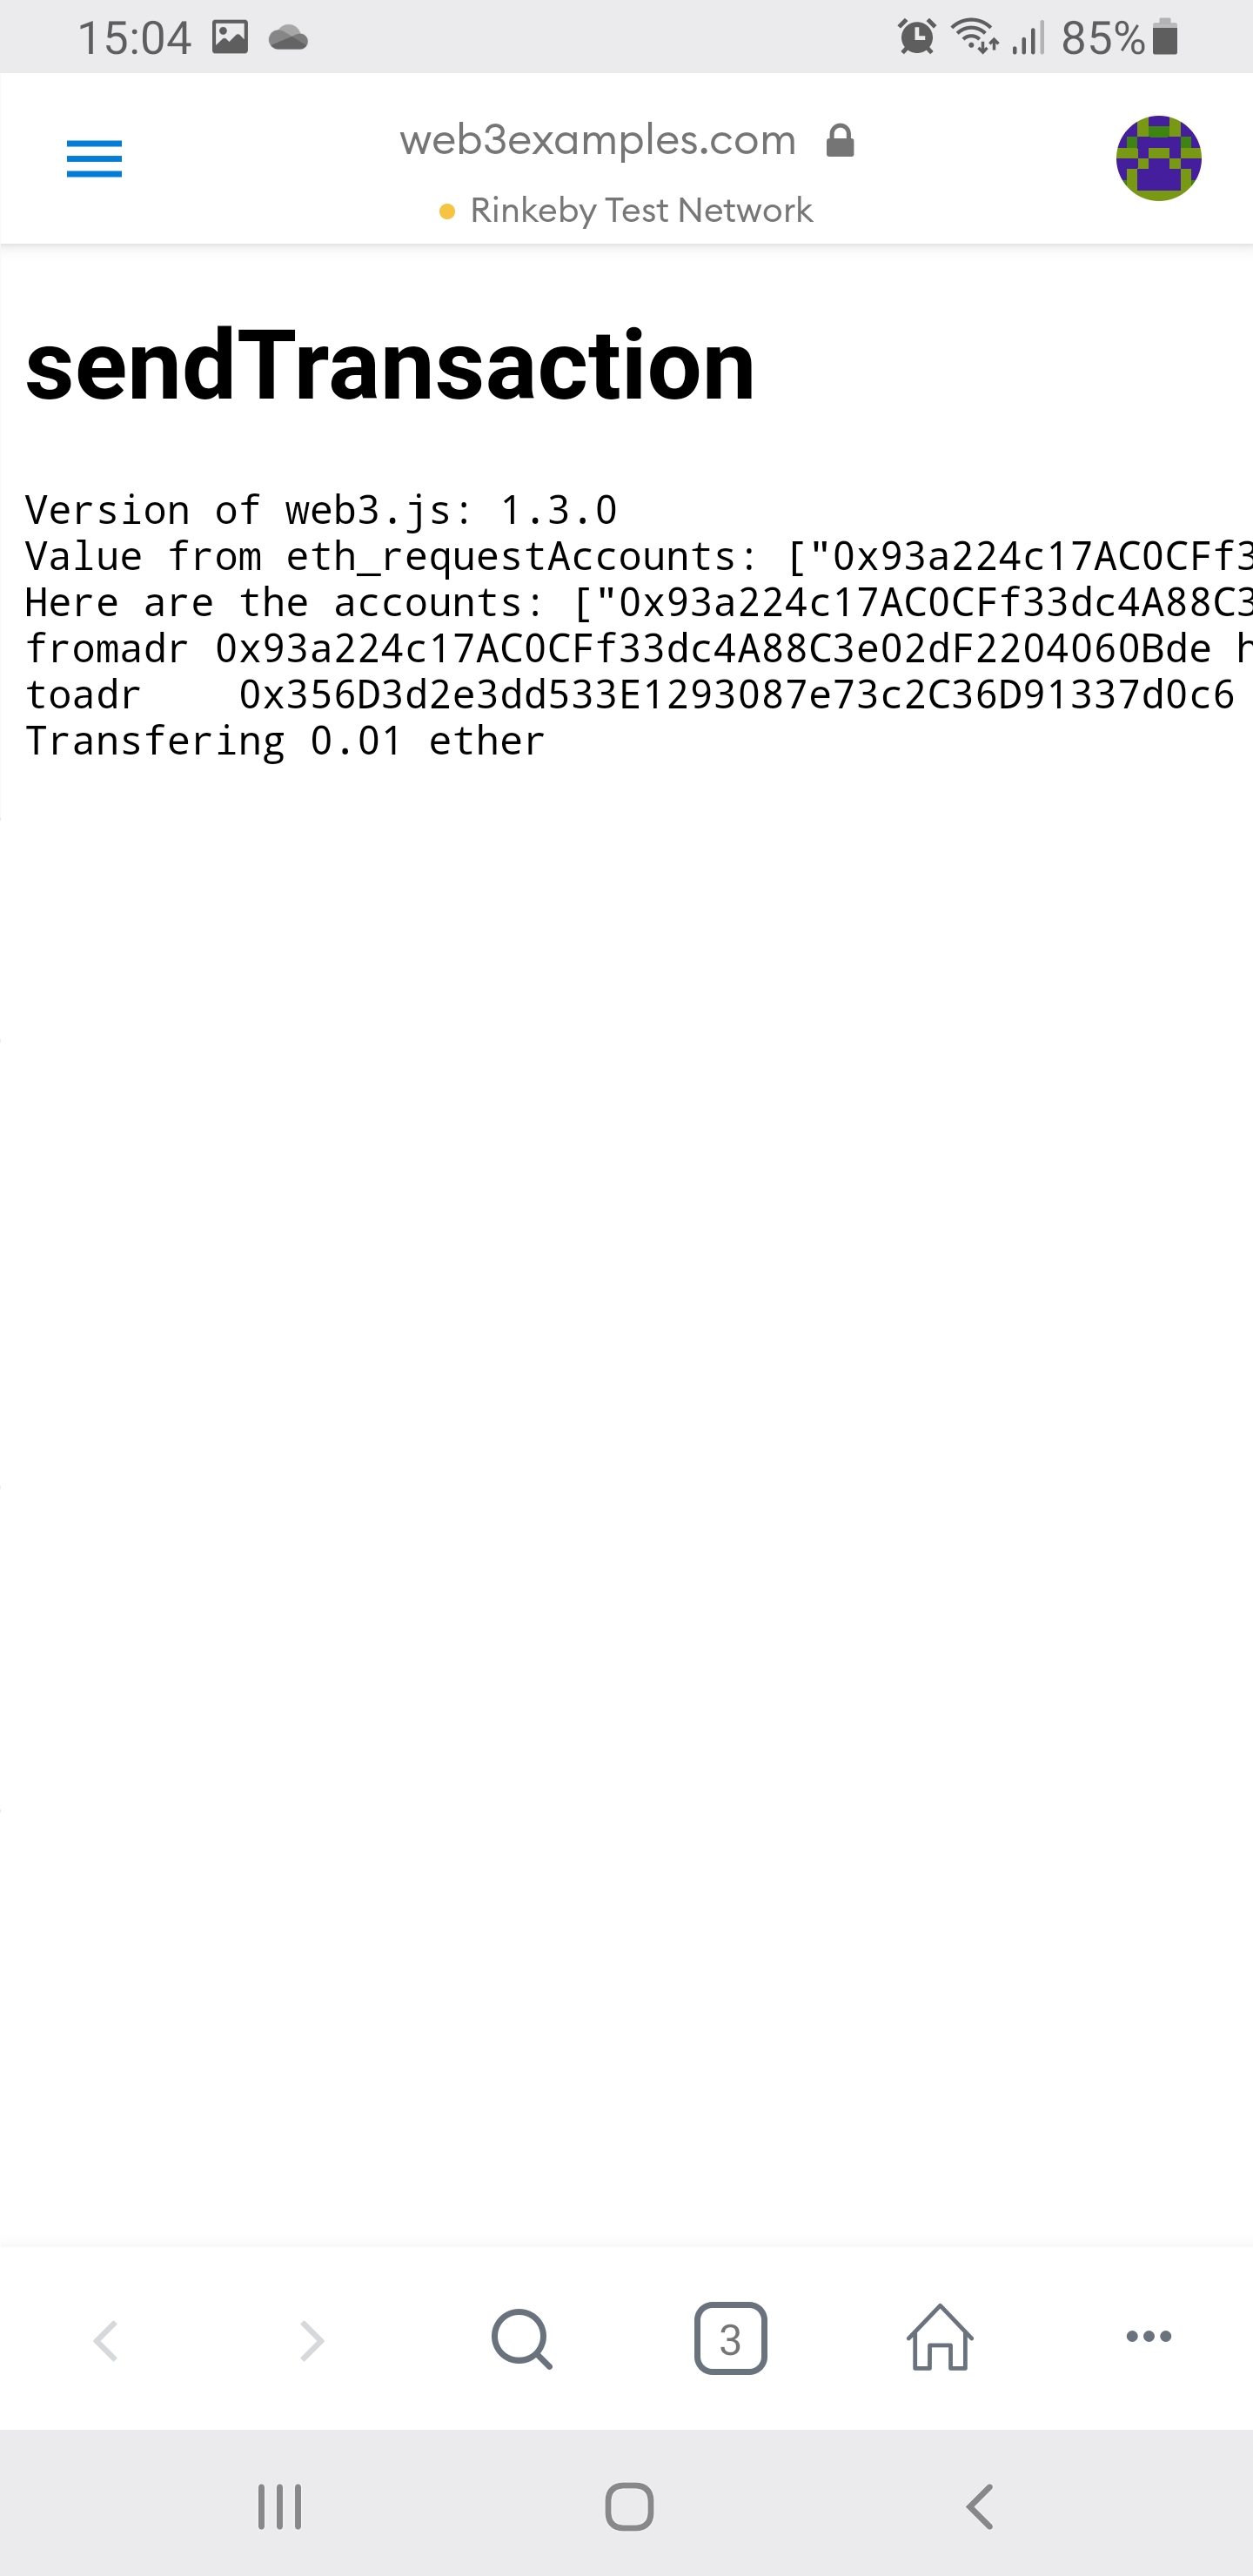 15:04
85%
web3examples.com
Rinkeby Test Network
sendTransaction
Version of web3.js: 1.3.0
Value from eth_requestAccounts: ["0x93a224c17AC0CFf3
Here are the accounts: ["0x93a224c17AC0CFf33dc4A88C3
fromadr 0x93a224c17AC0CFf33dc4A88C3e02dF2204060Bde h
toadr    0x356D3d2e3dd533E1293087e73c2C36D91337d0c6
Transfering 0.01 ether
3